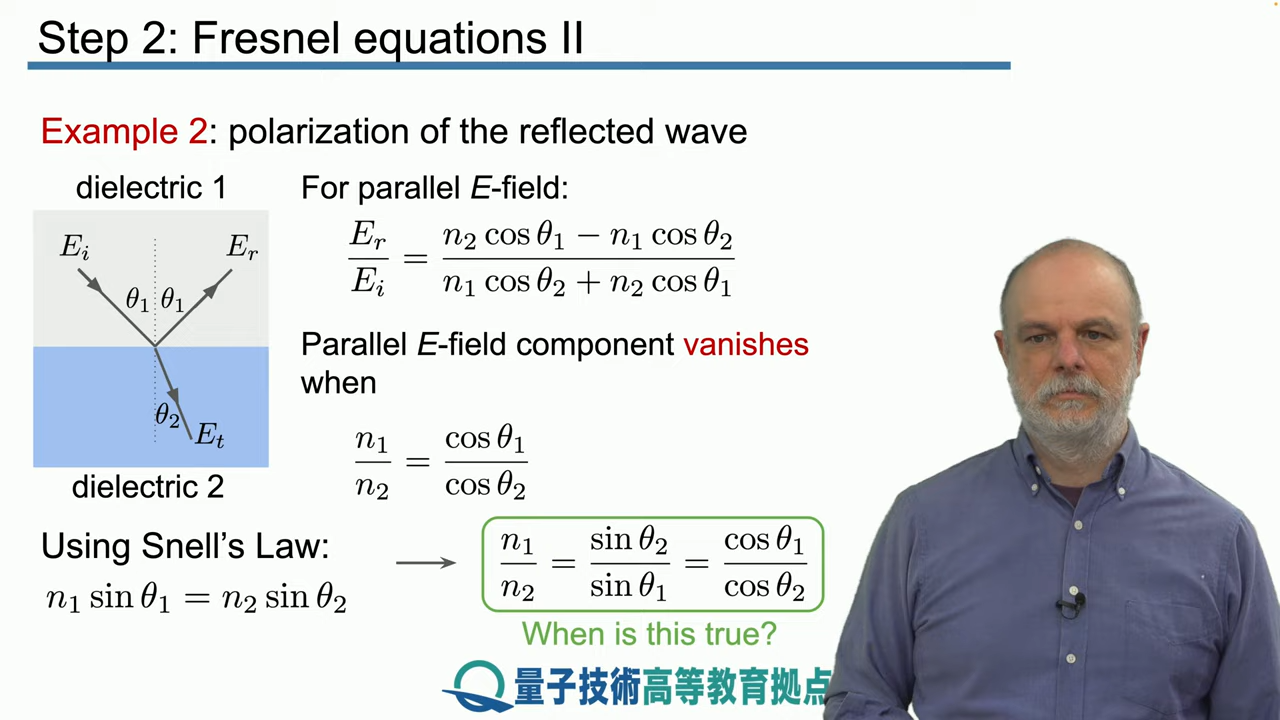 Step 2: Fresnel equations II
Example 2: polarization of the reflected wave
dielectric 1
E_i
E_r
θ_1 θ_1
θ_2
E_t
dielectric 2
For parallel E-field:
E_r / E_i = (n_2 cos θ_1 − n_1 cos θ_2) / (n_1 cos θ_2 + n_2 cos θ_1)
Parallel E-field component vanishes
when
n_1 / n_2 = cos θ_1 / cos θ_2
Using Snell's Law:
n_1 sin θ_1 = n_2 sin θ_2
n_1 / n_2 = sin θ_2 / sin θ_1 = cos θ_1 / cos θ_2
When is this true?
量子技術高等教育拠点